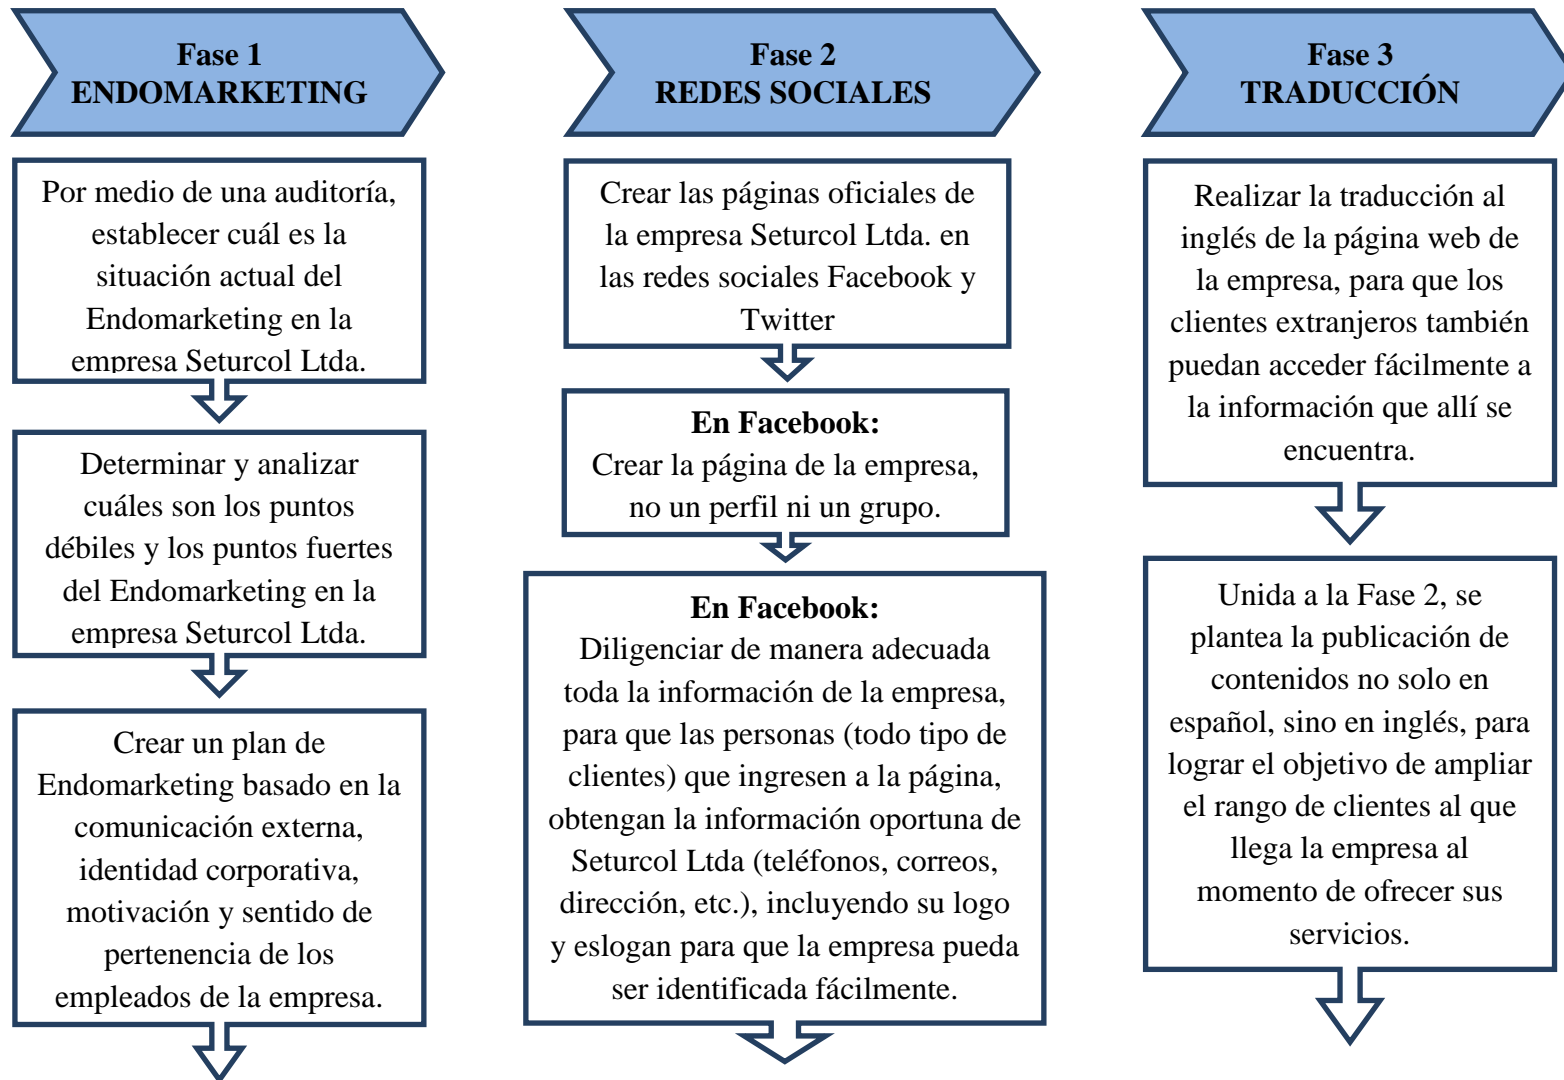 Fase 1
ENDOMARKETING
Por medio de una auditoría,
establecer cuál es la
situación actual del
Endomarketing en la
empresa Seturcol Ltda.
Determinar y analizar
cuáles son los puntos
débiles y los puntos fuertes
del Endomarketing en la
empresa Seturcol Ltda.
Crear un plan de
Endomarketing basado en la
comunicación externa,
identidad corporativa,
motivación y sentido de
pertenencia de los
empleados de la empresa.
Fase 2
REDES SOCIALES
Crear las páginas oficiales de
la empresa Seturcol Ltda. en
las redes sociales Facebook y
Twitter
En Facebook:
Crear la página de la empresa,
no un perfil ni un grupo.
En Facebook:
Diligenciar de manera adecuada
toda la información de la empresa,
para que las personas (todo tipo de
clientes) que ingresen a la página,
obtengan la información oportuna de
Seturcol Ltda (teléfonos, correos,
dirección, etc.), incluyendo su logo
y eslogan para que la empresa pueda
ser identificada fácilmente.
Fase 3
TRADUCCIÓN
Realizar la traducción al
inglés de la página web de
la empresa, para que los
clientes extranjeros también
puedan acceder fácilmente a
la información que allí se
encuentra.
Unida a la Fase 2, se
plantea la publicación de
contenidos no solo en
español, sino en inglés, para
lograr el objetivo de ampliar
el rango de clientes al que
llega la empresa al
momento de ofrecer sus
servicios.